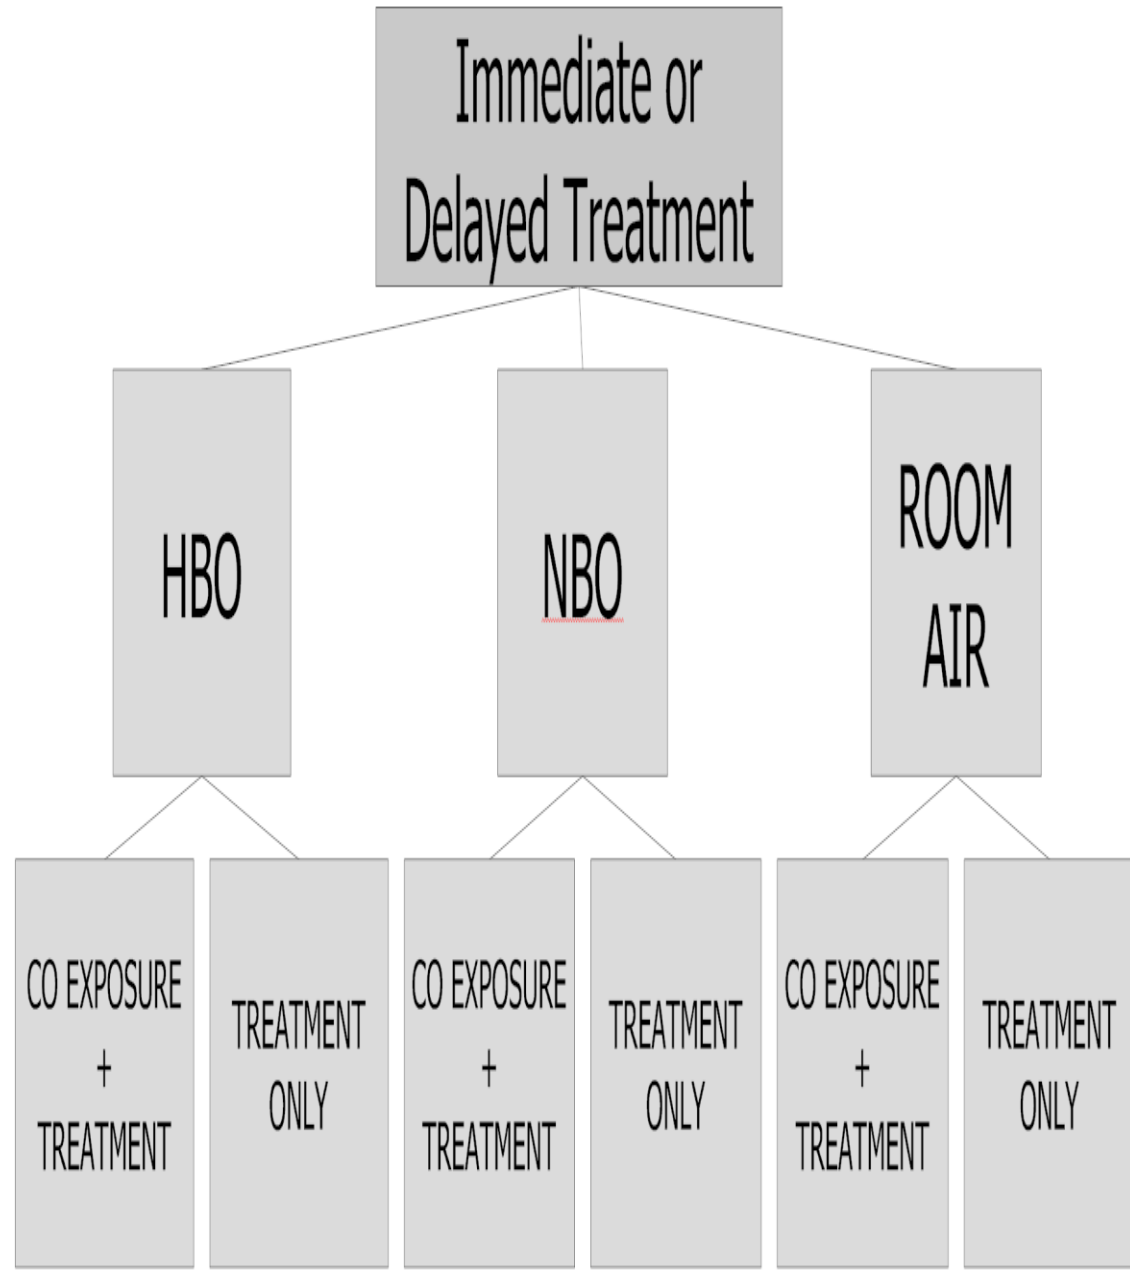 Immediate or
Delayed Treatment
HBO
NBO
ROOM
AIR
CO EXPOSURE
+
TREATMENT
TREATMENT
ONLY
CO EXPOSURE
+
TREATMENT
TREATMENT
ONLY
CO EXPOSURE
+
TREATMENT
TREATMENT
ONLY